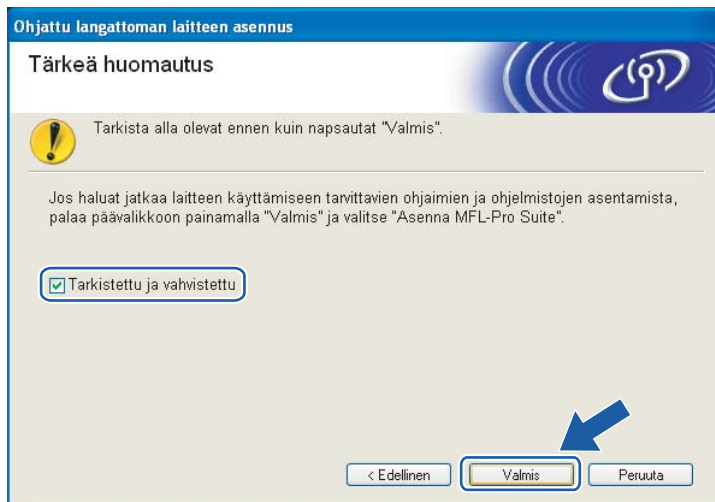 Ohjattu langattoman laitteen asennus
Tärkeä huomautus
Tarkista alla olevat ennen kuin napsautat "Valmis".
Jos haluat jatkaa laitteen käyttämiseen tarvittavien ohjaimien ja ohjelmistojen asentamista,
palaa päävalikkoon painamalla "Valmis" ja valitse "Asenna MFL-Pro Suite".
Tarkistettu ja vahvistettu
< Edellinen
Valmis
Peruuta